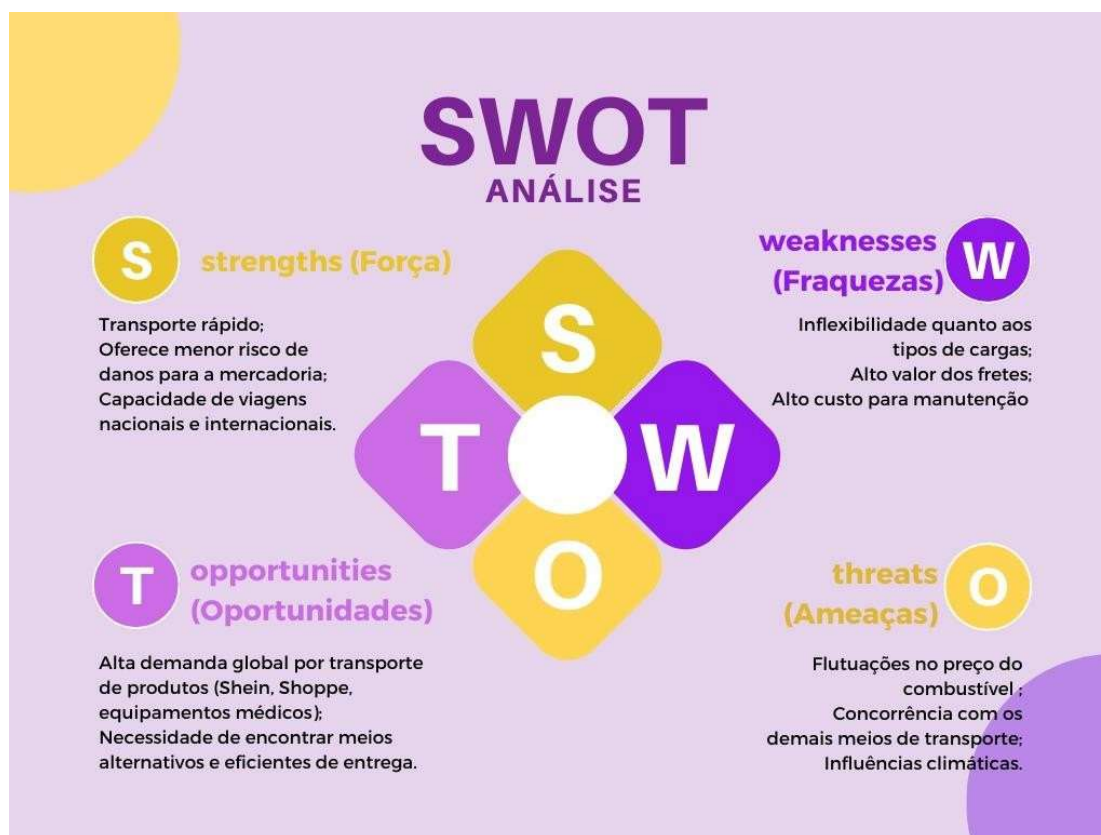 SWOT
ANÁLISE
S
strengths (Força)
Transporte rápido;
Oferece menor risco de
danos para a mercadoria;
Capacidade de viagens
nacionais e internacionais.
weaknesses
(Fraquezas)
W
Inflexibilidade quanto aos
tipos de cargas;
Alto valor dos fretes;
Alto custo para manutenção
S
T
W
O
T
opportunities
(Oportunidades)
Alta demanda global por transporte
de produtos (Shein, Shoppe,
equipamentos médicos);
Necessidade de encontrar meios
alternativos e eficientes de entrega.
threats
(Ameaças)
O
Flutuações no preço do
combustível ;
Concorrência com os
demais meios de transporte;
Influências climáticas.